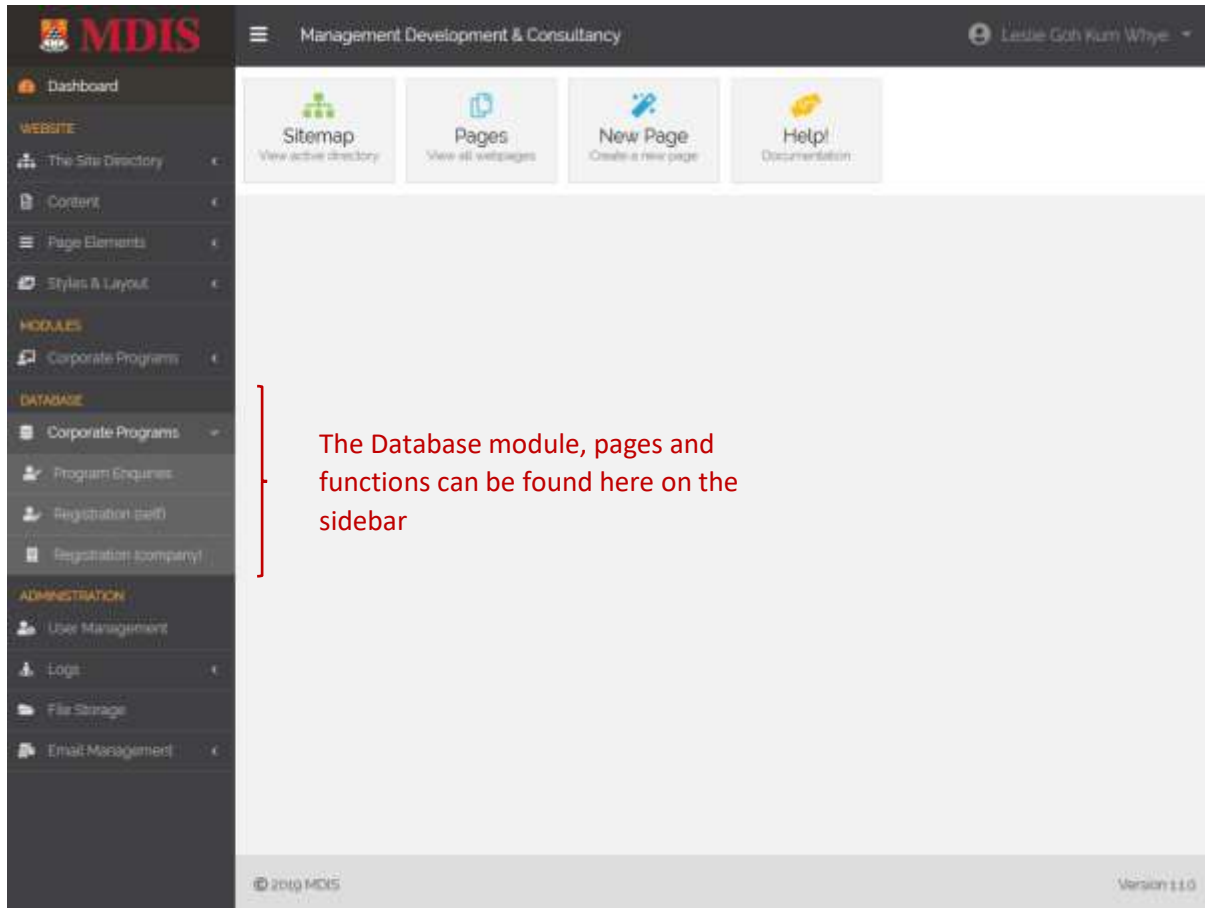 MDIS
Management Development & Consultancy
Leslie Goh Kum Whye
Dashboard
Sitemap
View active directory
Pages
View all webpages
New Page
Create a new page
Help!
Documentation
WEBSITE
The Site Directory
Content
Page Elements
Styles & Layout
MODULES
Corporate Programs
DATABASE
Corporate Programs
Program Enquiries
Registration (self)
Registration (company)
The Database module, pages and
functions can be found here on the
sidebar
ADMINISTRATION
User Management
Logs
File Storage
Email Management
© 2019 MDIS
Version 1.1.0